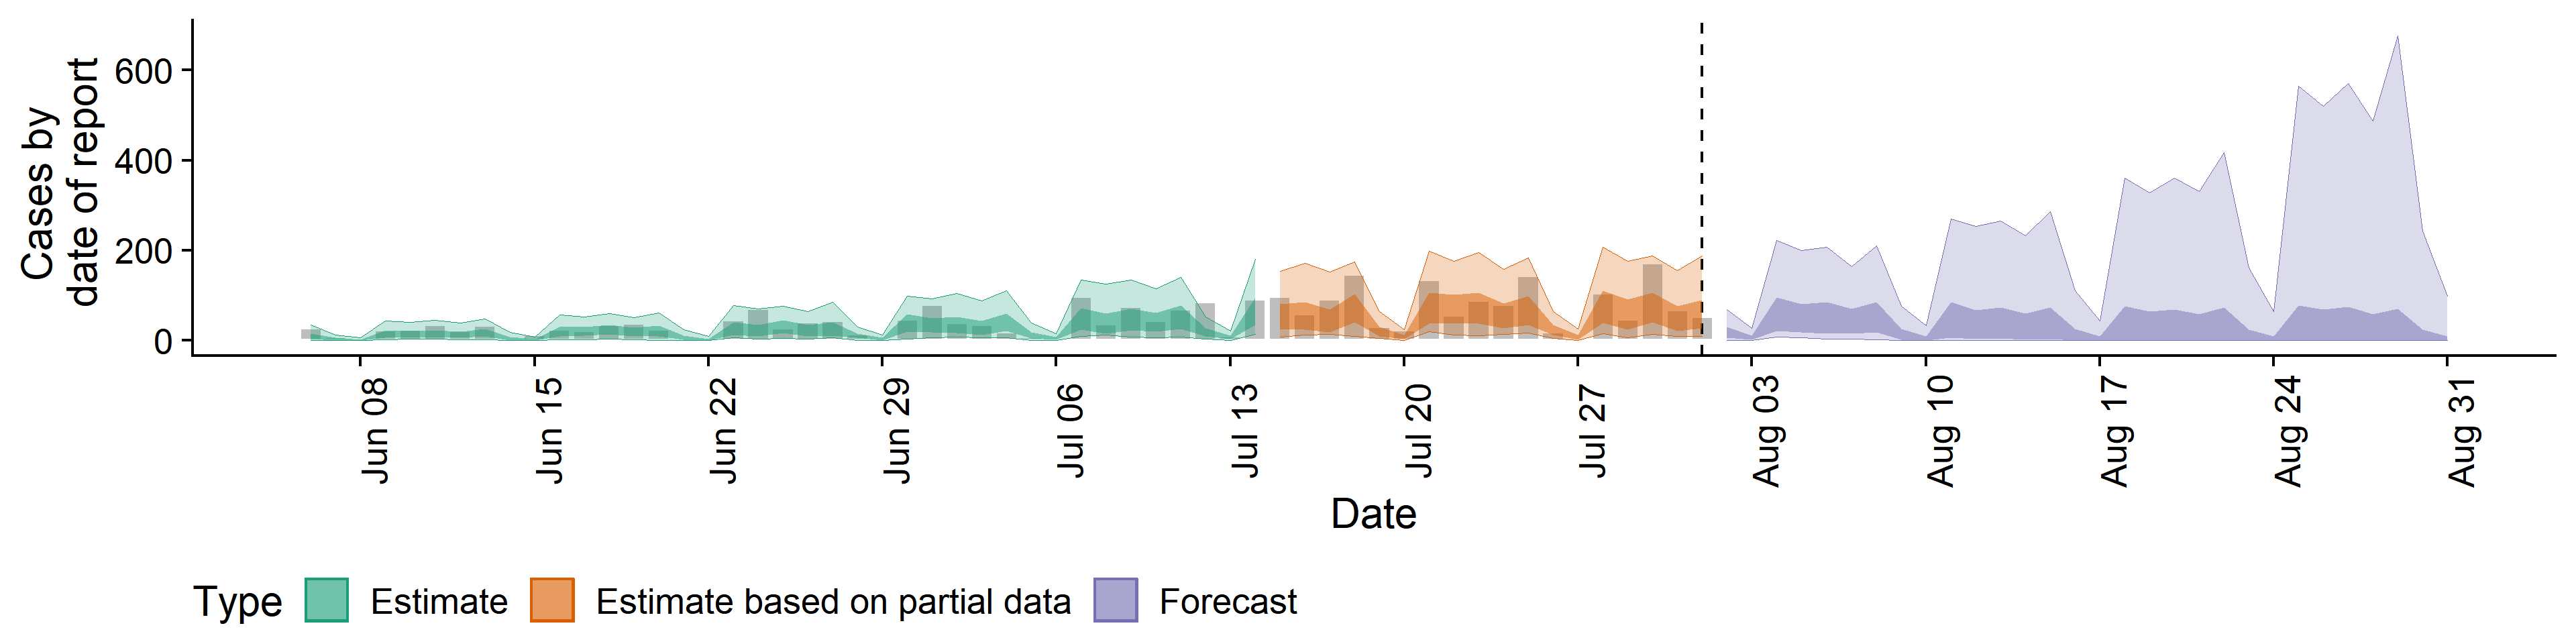 Cases by
date of report
600
400
200
0
Jun 08
Jun 15
Jun 22
Jun 29
Jul 06
Jul 13
Jul 20
Jul 27
Aug 03
Aug 10
Aug 17
Aug 24
Aug 31
Date
Type Estimate Estimate based on partial data Forecast